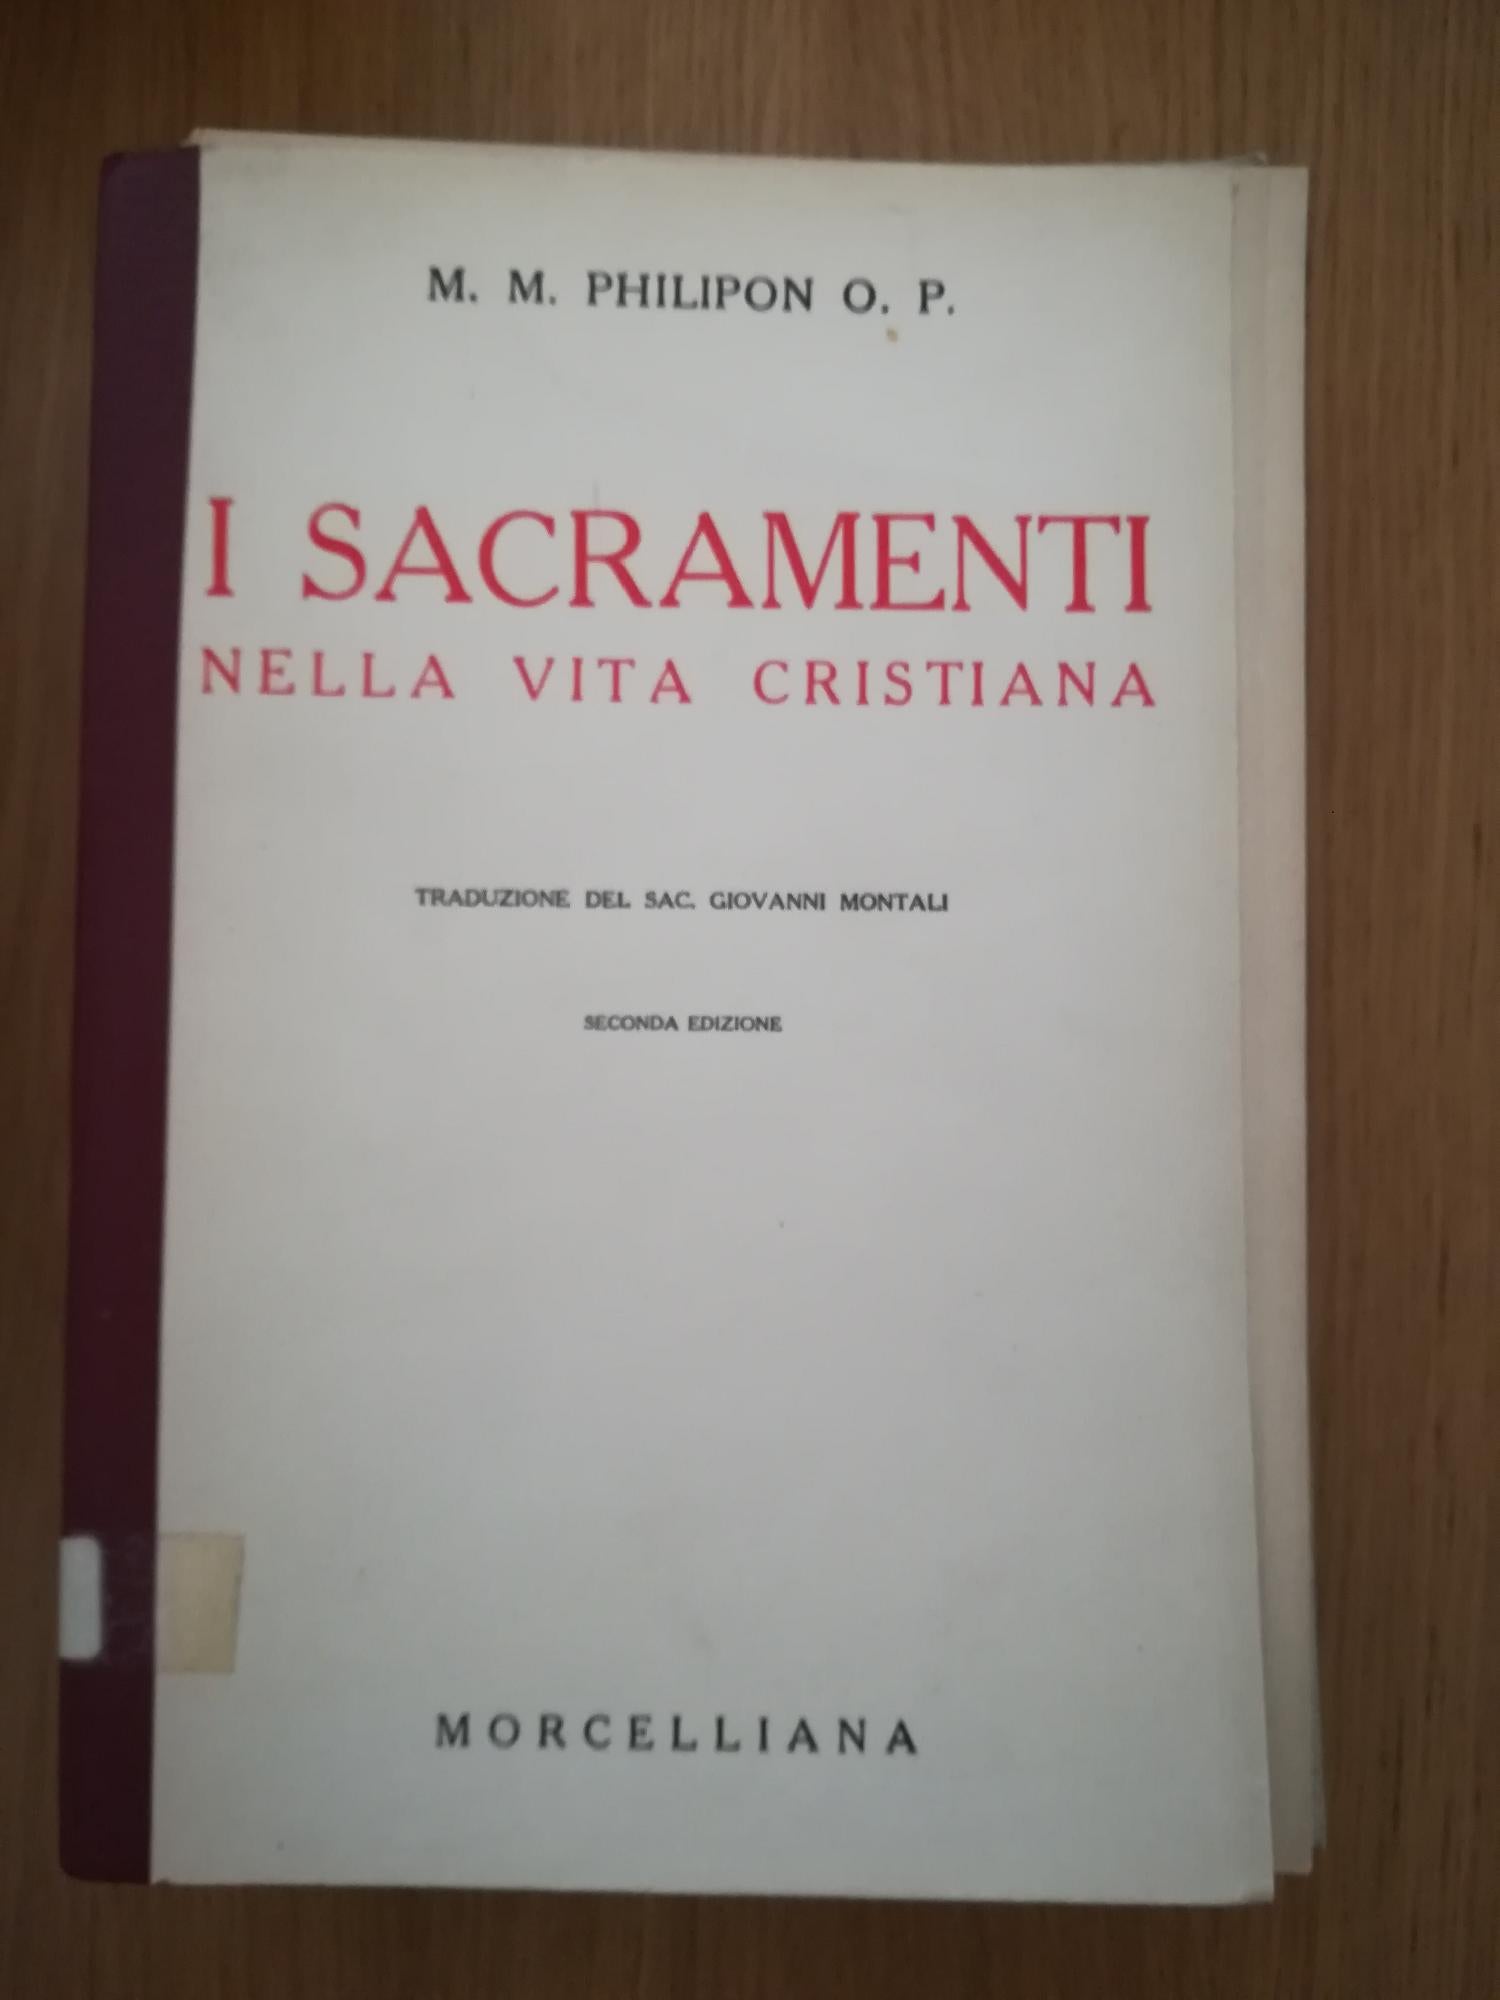 M. M. PHILIPON O. P.
I SACRAMENTI
NELLA VITA CRISTIANA
TRADUZIONE DEL SAC. GIOVANNI MONTALI
SECONDA EDIZIONE
MORCELLIANA